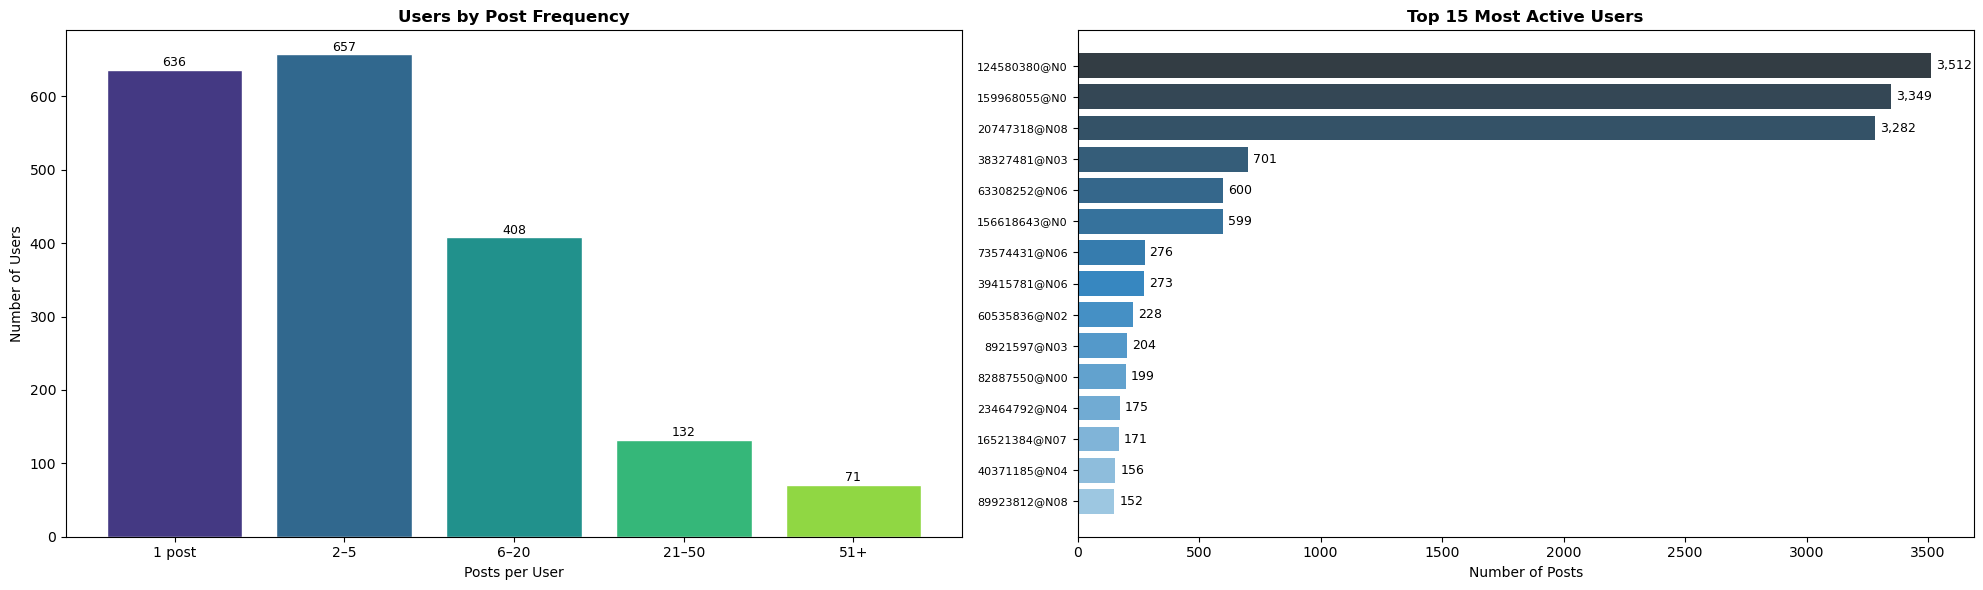 Users by Post Frequency
Number of Users
600
500
400
300
200
100
0
636
657
408
132
71
1 post
2–5
6–20
21–50
51+
Posts per User
Top 15 Most Active Users
124580380@N0
3,512
159968055@N0
3,349
20747318@N08
3,282
38327481@N03
701
63308252@N06
600
156618643@N0
599
73574431@N06
276
39415781@N06
273
60535836@N02
228
8921597@N03
204
82887550@N00
199
23464792@N04
175
16521384@N07
171
40371185@N04
156
89923812@N08
152
0
500
1000
1500
2000
2500
3000
3500
Number of Posts